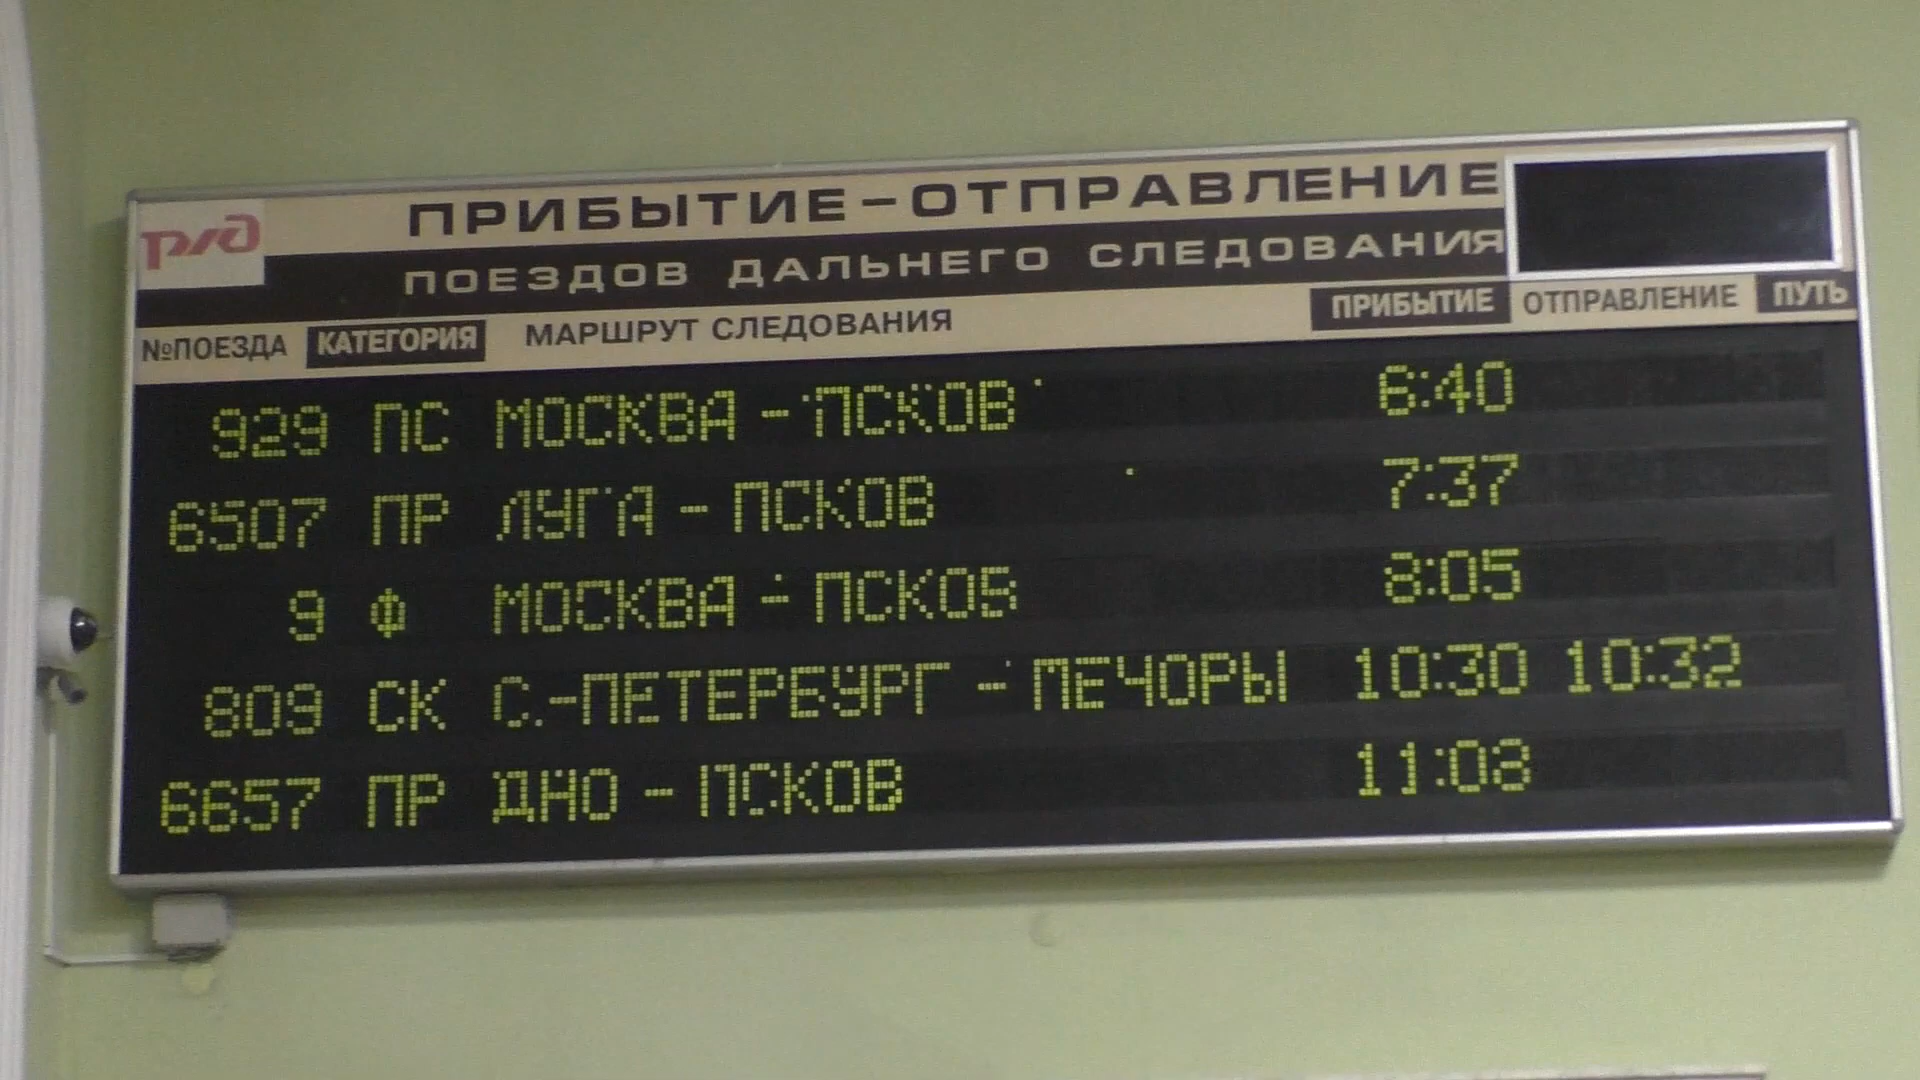 ржд
ПРИБЫТИЕ-ОТПРАВЛЕНИЕ
ПОЕЗДОВ ДАЛЬНЕГО СЛЕДОВАНИЯ
№ПОЕЗДА КАТЕГОРИЯ МАРШРУТ СЛЕДОВАНИЯ ПРИБЫТИЕ ОТПРАВЛЕНИЕ ПУТЬ
929 ПС МОСКВА - ПСКОВ 6:40
6507 ПР ЛУГА - ПСКОВ 7:37
9 Ф МОСКВА - ПСКОВ 8:05
809 СК С.-ПЕТЕРБУРГ - ПЕЧОРЫ 10:30 10:32
6657 ПР ДНО - ПСКОВ 11:08